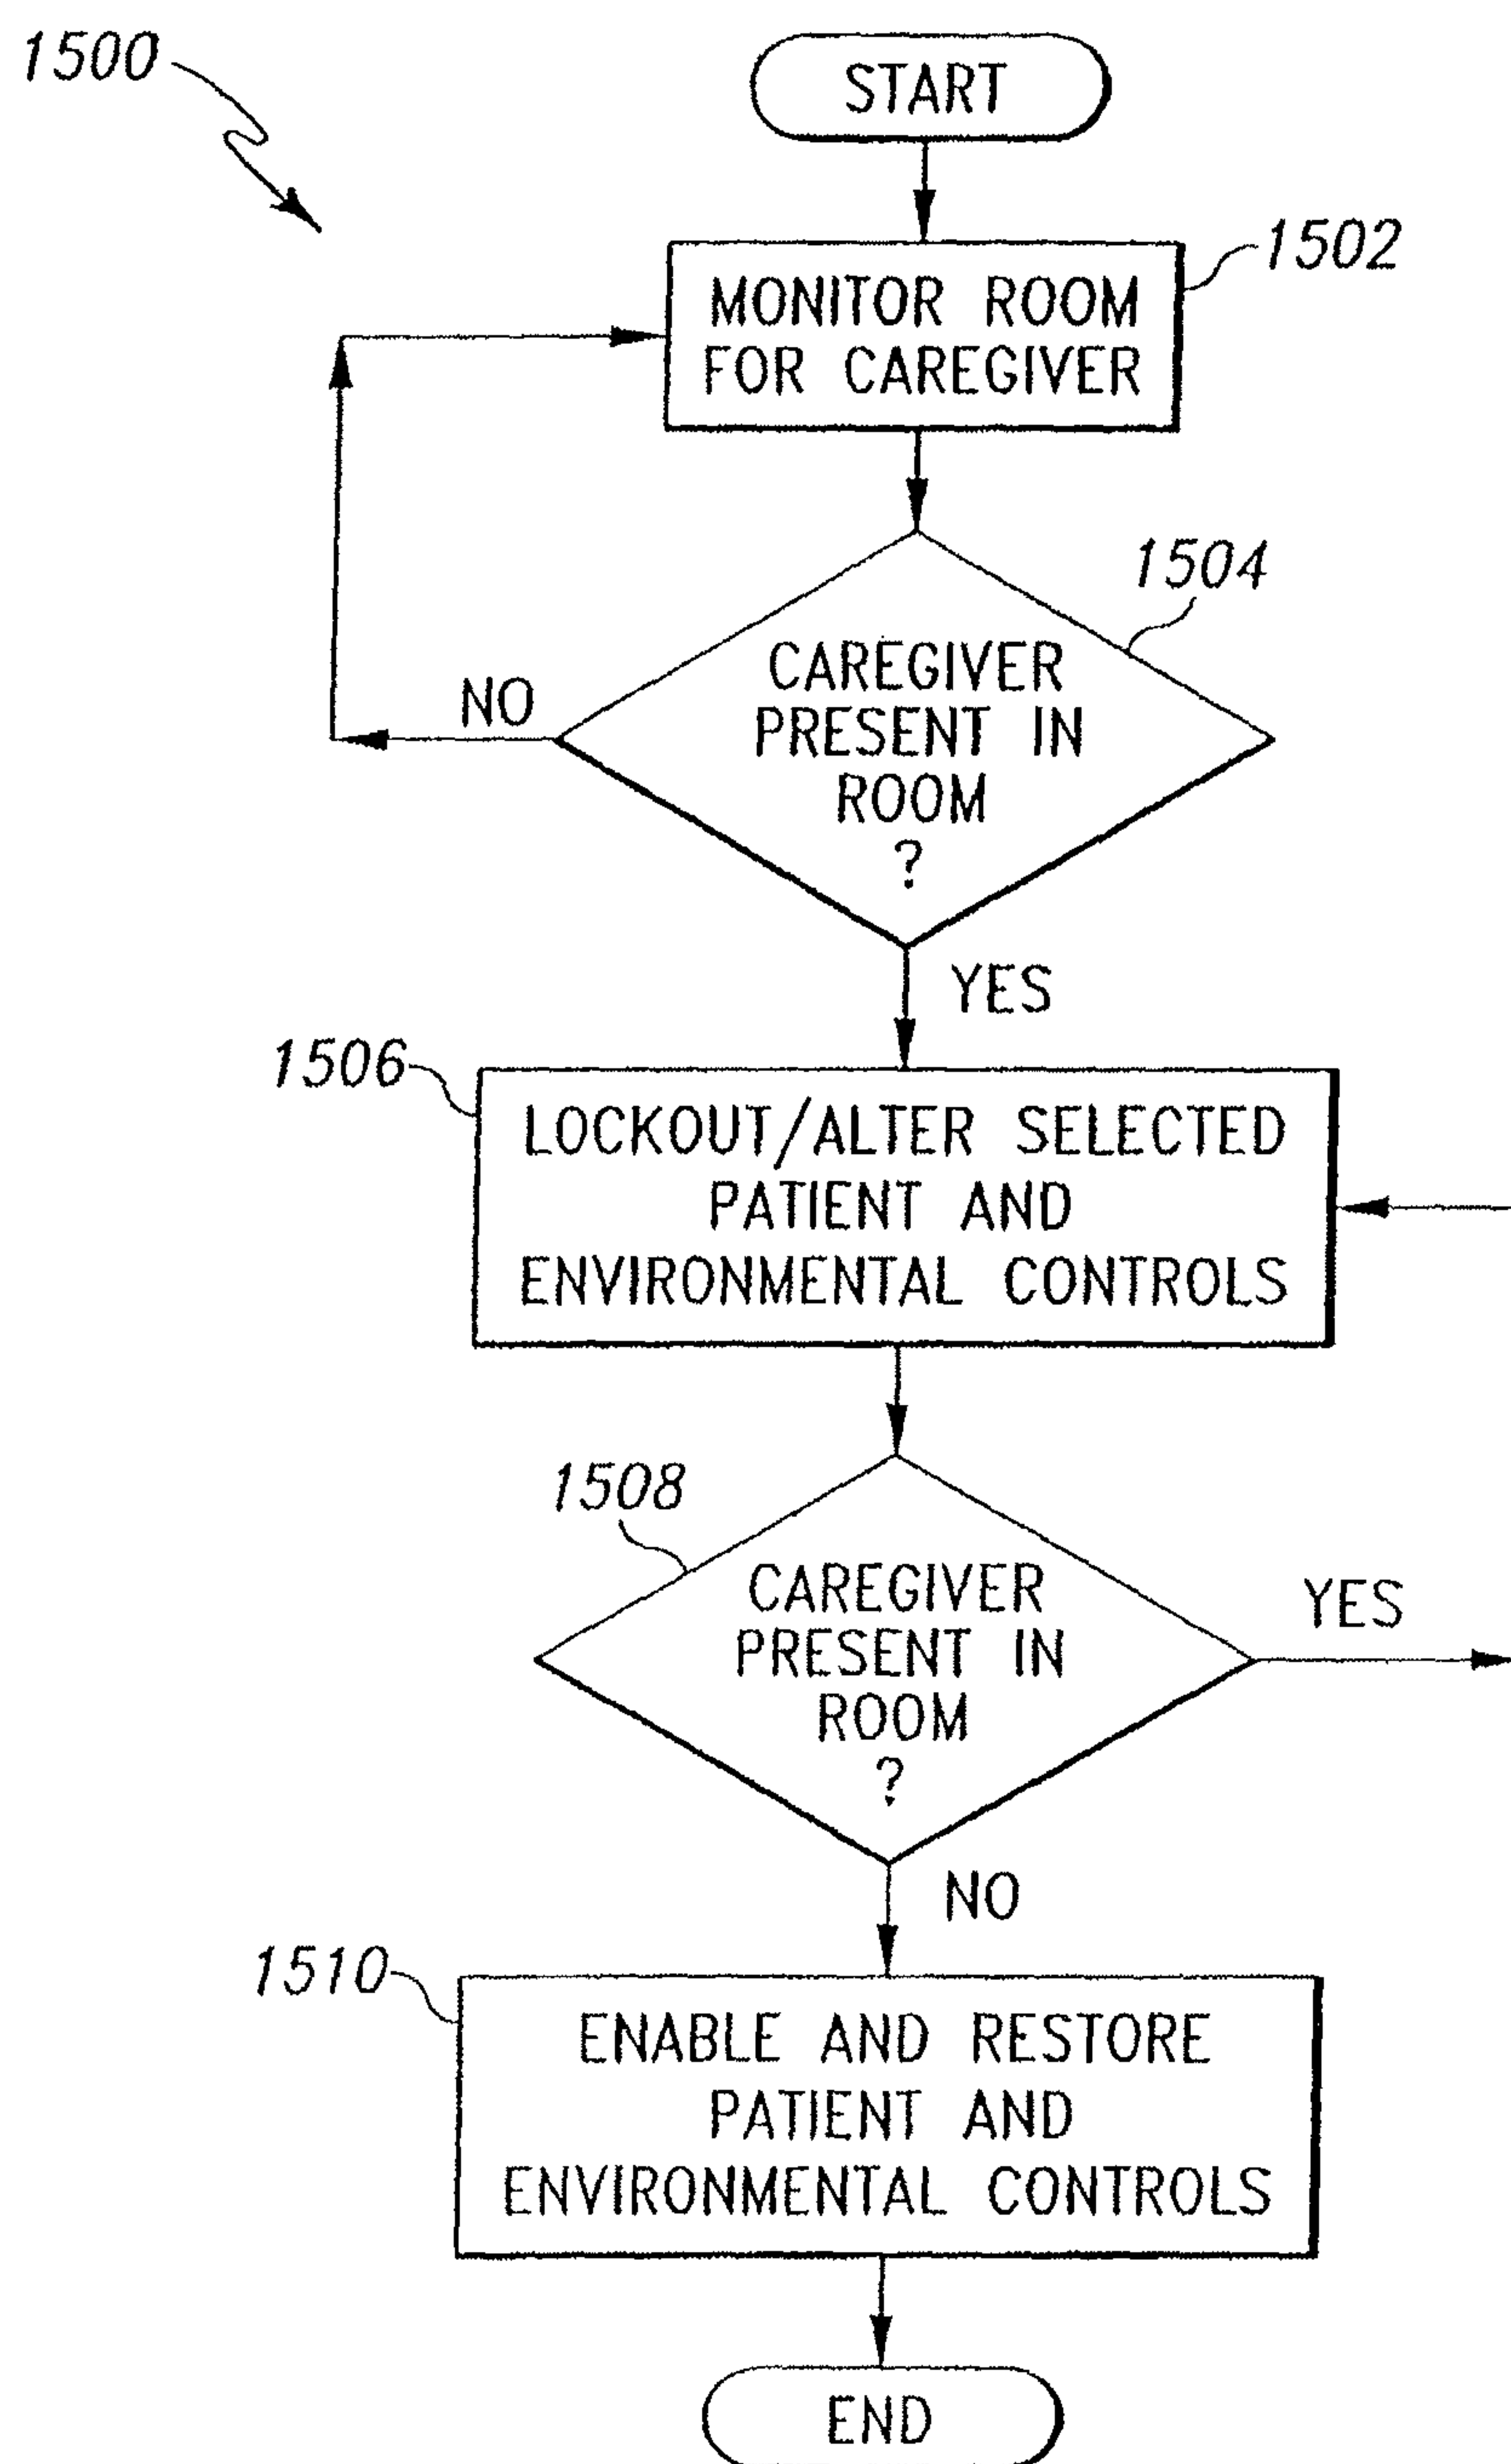 1500
START
1502
MONITOR ROOM
FOR CAREGIVER
1504
CAREGIVER
PRESENT IN
ROOM
?
NO
YES
1506
LOCKOUT/ALTER SELECTED
PATIENT AND
ENVIRONMENTAL CONTROLS
1508
CAREGIVER
PRESENT IN
ROOM
?
YES
NO
1510
ENABLE AND RESTORE
PATIENT AND
ENVIRONMENTAL CONTROLS
END